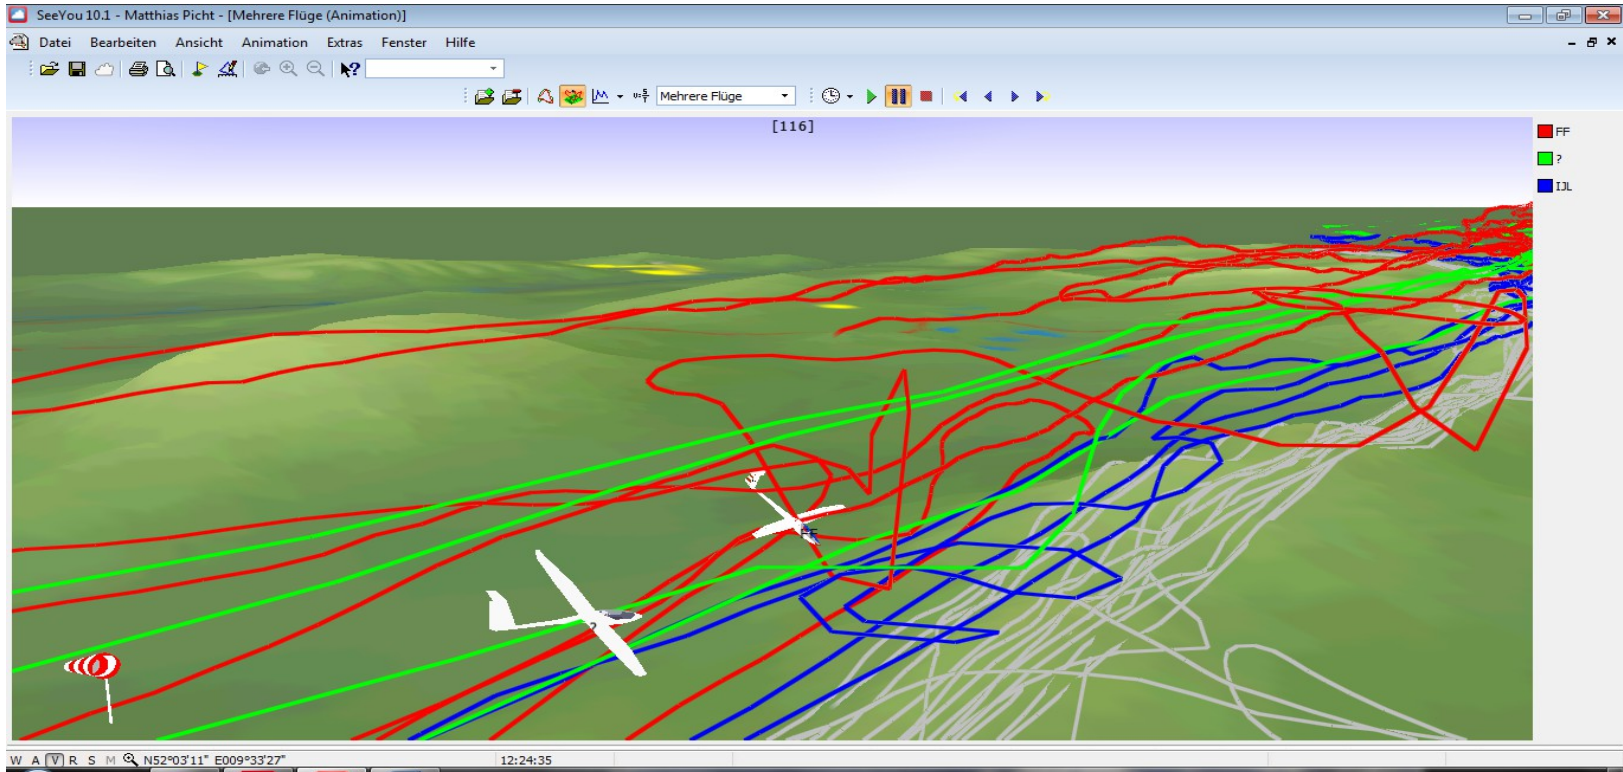 SeeYou 10.1 - Matthias Picht - [Mehrere Flüge (Animation)]
Datei Bearbeiten Ansicht Animation Extras Fenster Hilfe
Mehrere Flüge
[116]
FF
?
IJL
FF
?
W A V R S M N52°03'11" E009°33'27" 12:24:35